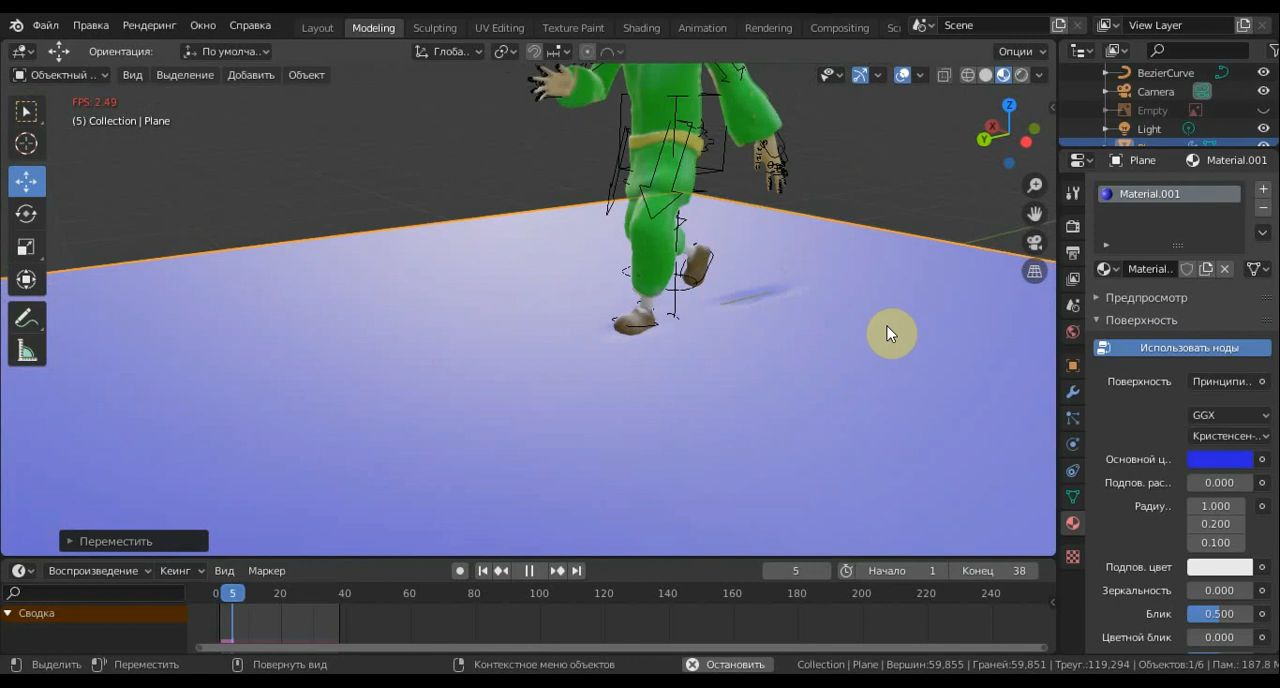 Файл Правка Рендеринг Окно Справка Layout Modeling Sculpting UV Editing Texture Paint Shading Animation Rendering Compositing Sc Scene View Layer
Ориентация: По умолча.. Глоба.. Опции
Объектный .. Вид Выделение Добавить Объект
BezierCurve
Camera
Empty
Light
FPS: 2.49
(5) Collection | Plane
Z
X
Y
Plane Material.001
Material.001
Material..
Предпросмотр
Поверхность
Использовать ноды
Поверхность Принципи..
GGX
Кристенсен-..
Основной ц..
Подпов. рас.. 0.000
Радиу.. 1.000
0.200
0.100
Подпов. цвет
Зеркальность 0.000
Блик 0.500
Цветной блик 0.000
Переместить
Воспроизведение Кеинг Вид Маркер 5 Начало 1 Конец 38
0 5 20 40 60 80 100 120 140 160 180 200 220 240
Сводка
Выделить Переместить Повернуть вид Контекстное меню объектов Остановить Collection | Plane | Вершин:59,855 | Граней:59,851 | Треуг.:119,294 | Объектов:1/6 | Пам.: 187.8 M